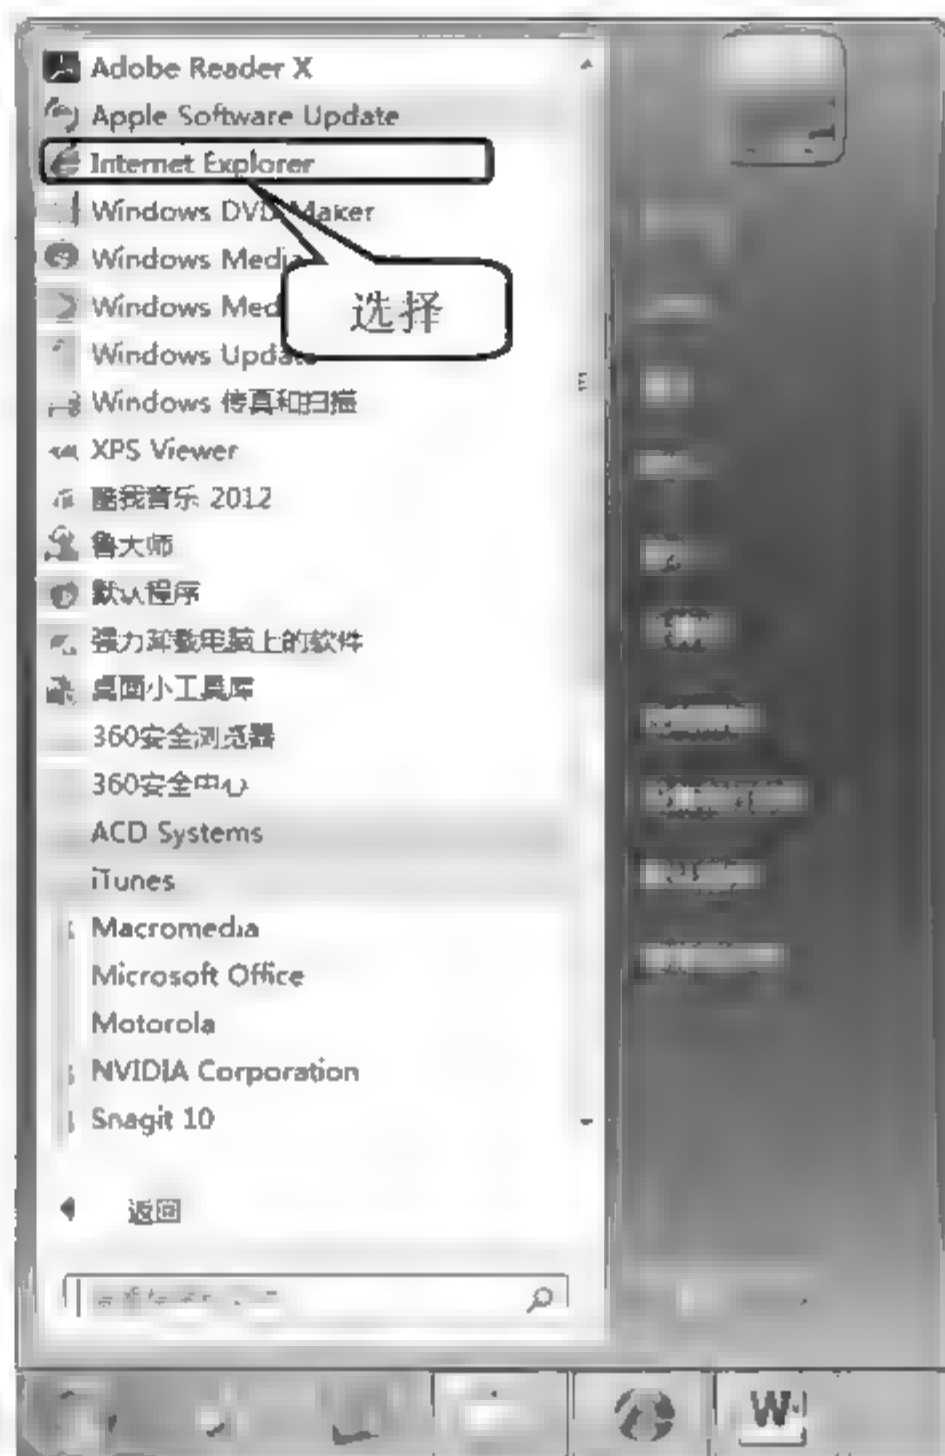 Adobe Reader X
Apple Software Update
Internet Explorer
Windows DVD Maker
Windows Media
Windows Med
选择
Windows Update
Windows 传真和扫描
XPS Viewer
酷我音乐 2012
鲁大师
默认程序
强力卸载电脑上的软件
桌面小工具库
360安全浏览器
360安全中心
ACD Systems
iTunes
Macromedia
Microsoft Office
Motorola
NVIDIA Corporation
Snagit 10
返回
W